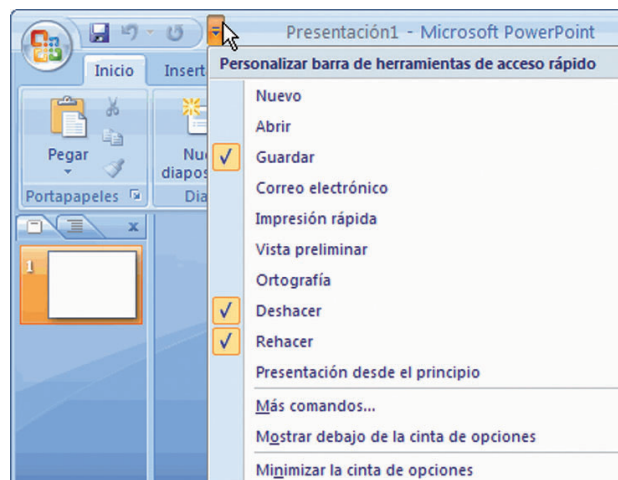 Presentación1 - Microsoft PowerPoint
Inicio
Insert
Personalizar barra de herramientas de acceso rápido
Pegar
Portapapeles
1
Nuevo
Abrir
Guardar
Correo electrónico
Impresión rápida
Vista preliminar
Ortografía
Deshacer
Rehacer
Presentación desde el principio
Más comandos...
Mostrar debajo de la cinta de opciones
Minimizar la cinta de opciones